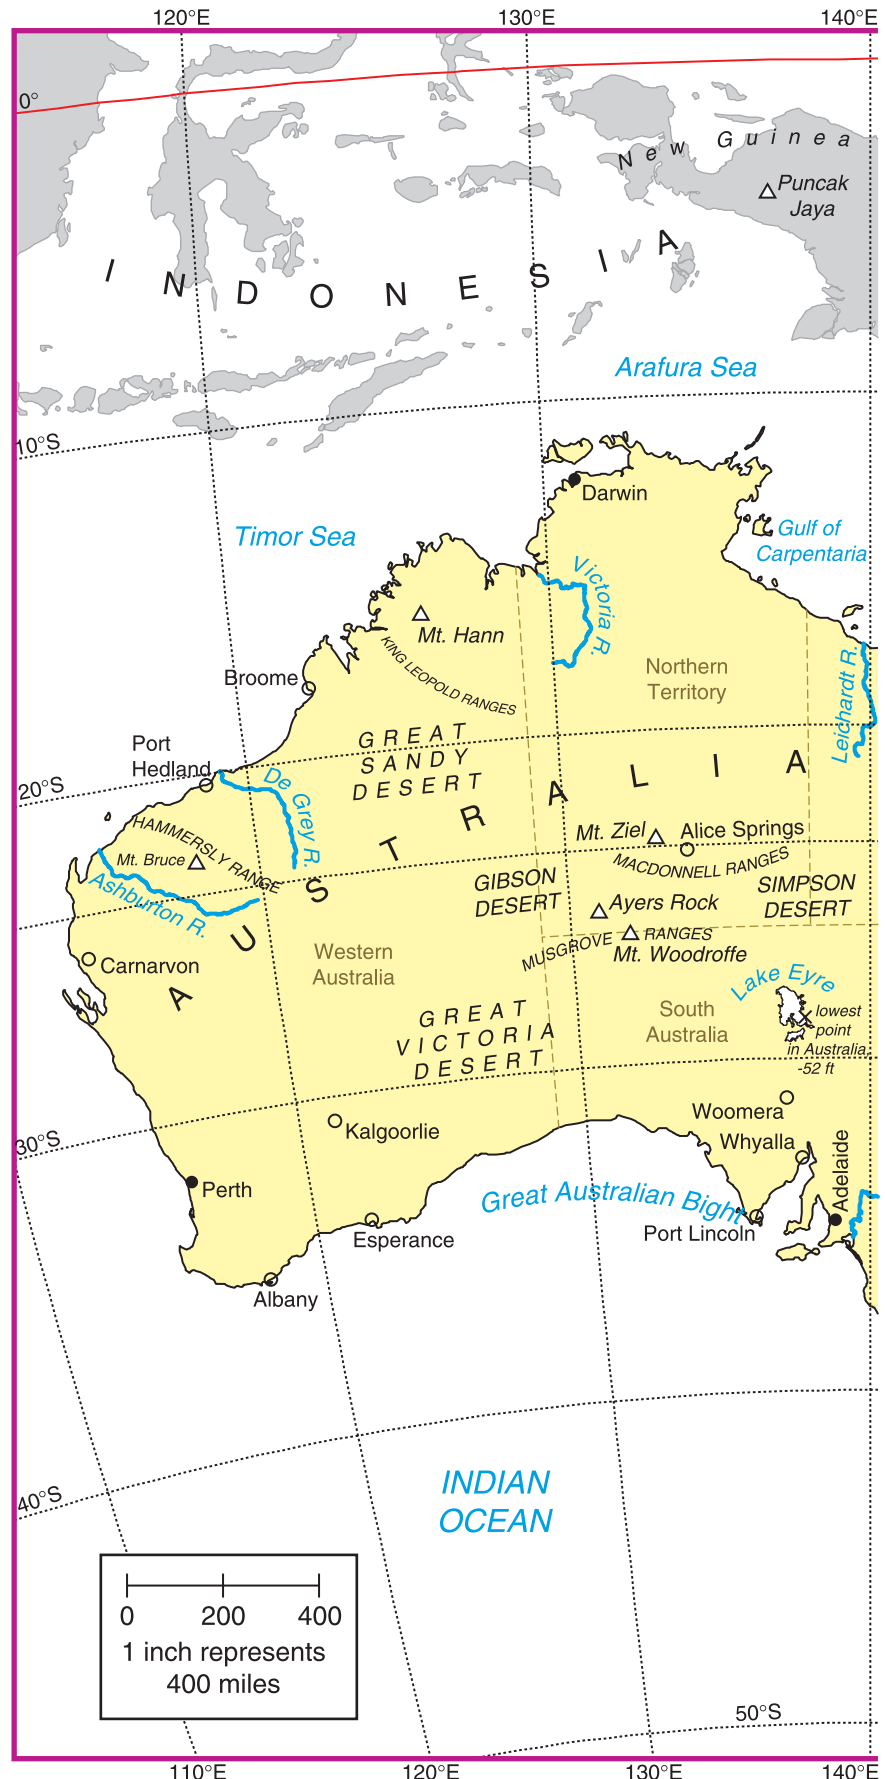 120°E 130°E 140°E
0°
New Guinea
Puncak
Jaya
INDONESIA
Arafura Sea
10°S
Darwin
Timor Sea
Gulf of
Carpentaria
Victoria R.
Mt. Hann
KING LEOPOLD RANGES
Broome
Northern
Territory
Leichardt R.
Port
Hedland
GREAT
SANDY
DESERT
20°S
De Grey R.
AUSTRALIA
HAMMERSLY RANGE
Mt. Bruce
Ashburton R.
Mt. Ziel
Alice Springs
MACDONNELL RANGES
GIBSON
DESERT
SIMPSON
DESERT
Ayers Rock
MUSGROVE RANGES
Mt. Woodroffe
Carnarvon
Western
Australia
Lake Eyre
lowest
point
in Australia,
-52 ft
GREAT
VICTORIA
DESERT
South
Australia
Woomera
Kalgoorlie
Whyalla
30°S
Adelaide
Perth
Great Australian Bight
Port Lincoln
Esperance
Albany
INDIAN
OCEAN
40°S
0 200 400
1 inch represents
400 miles
50°S
110°E 120°E 130°E 140°E